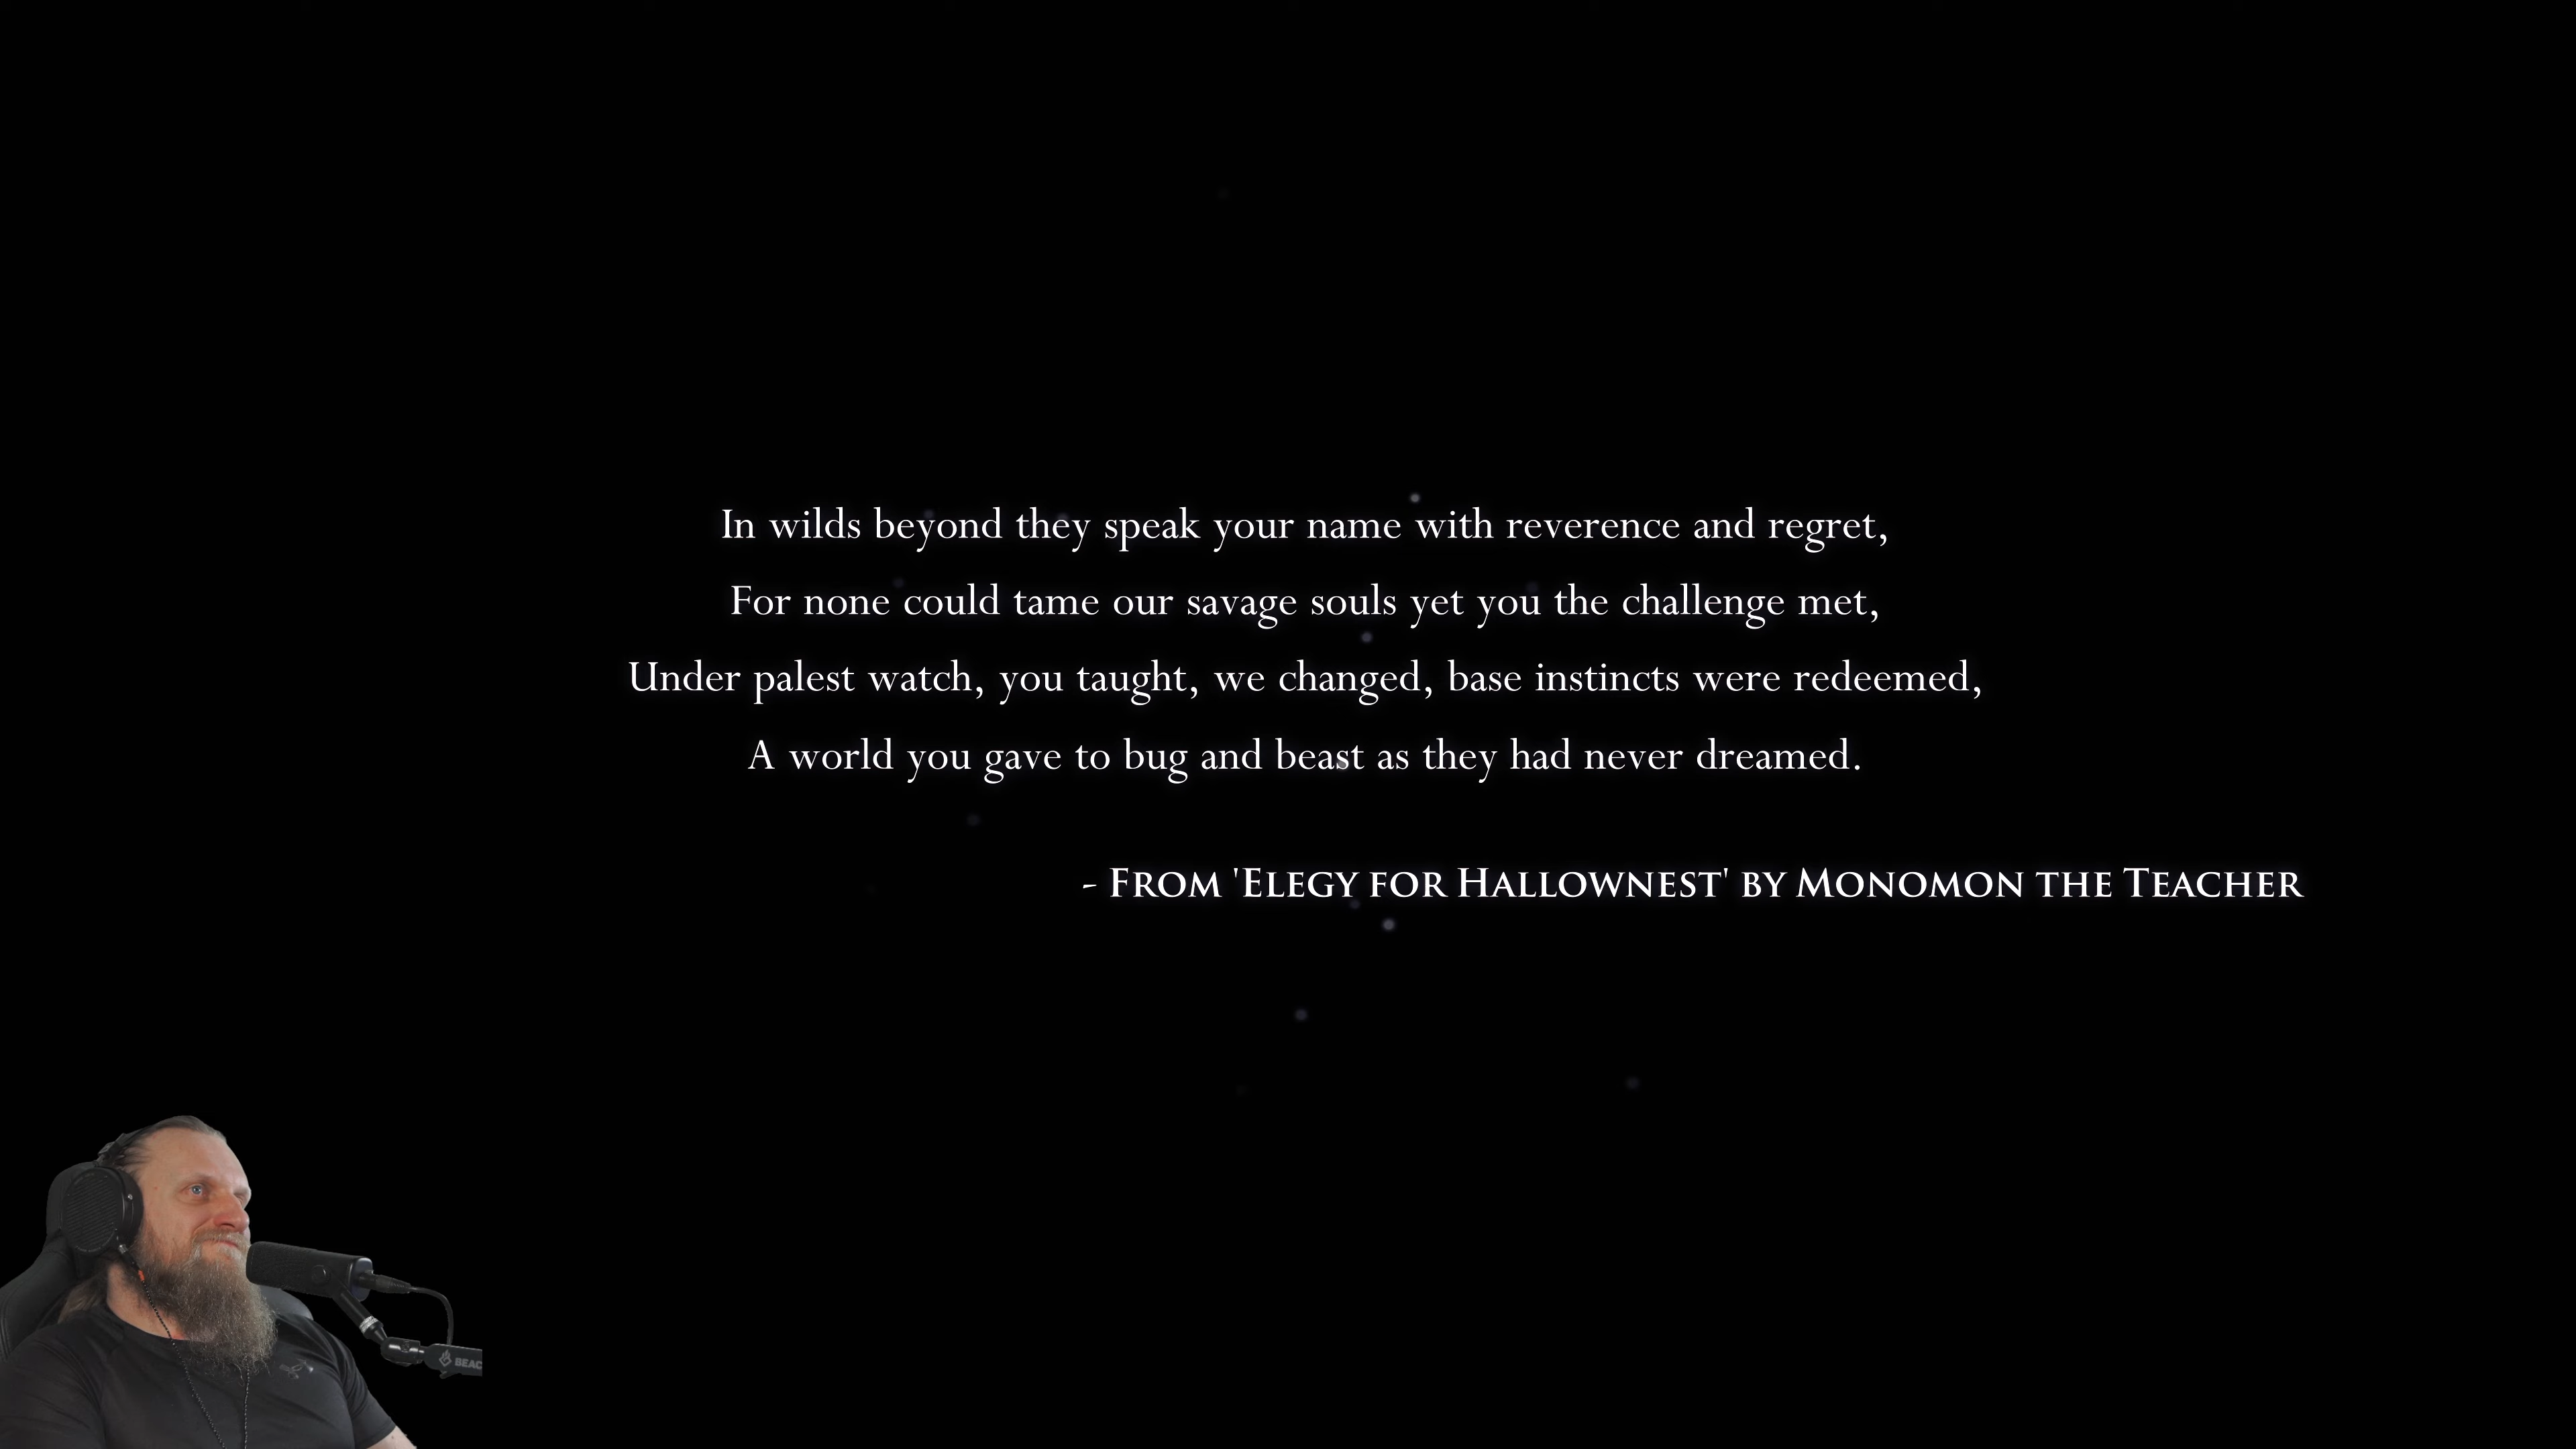 In wilds beyond they speak your name with reverence and regret,
For none could tame our savage souls yet you the challenge met,
Under palest watch, you taught, we changed, base instincts were redeemed,
A world you gave to bug and beast as they had never dreamed.
- From 'Elegy for Hallownest' by Monomon the Teacher
BEAC